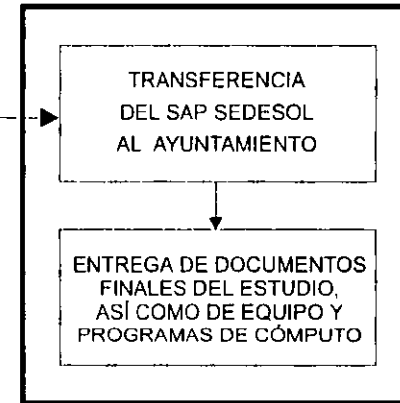 TRANSFERENCIA
DEL SAP SEDESOL
AL AYUNTAMIENTO
ENTREGA DE DOCUMENTOS
FINALES DEL ESTUDIO,
ASÍ COMO DE EQUIPO Y
PROGRAMAS DE CÓMPUTO